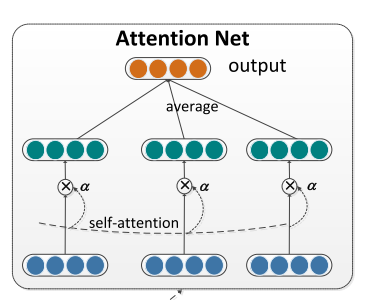 Attention Net
output
average
α
α
α
self-attention